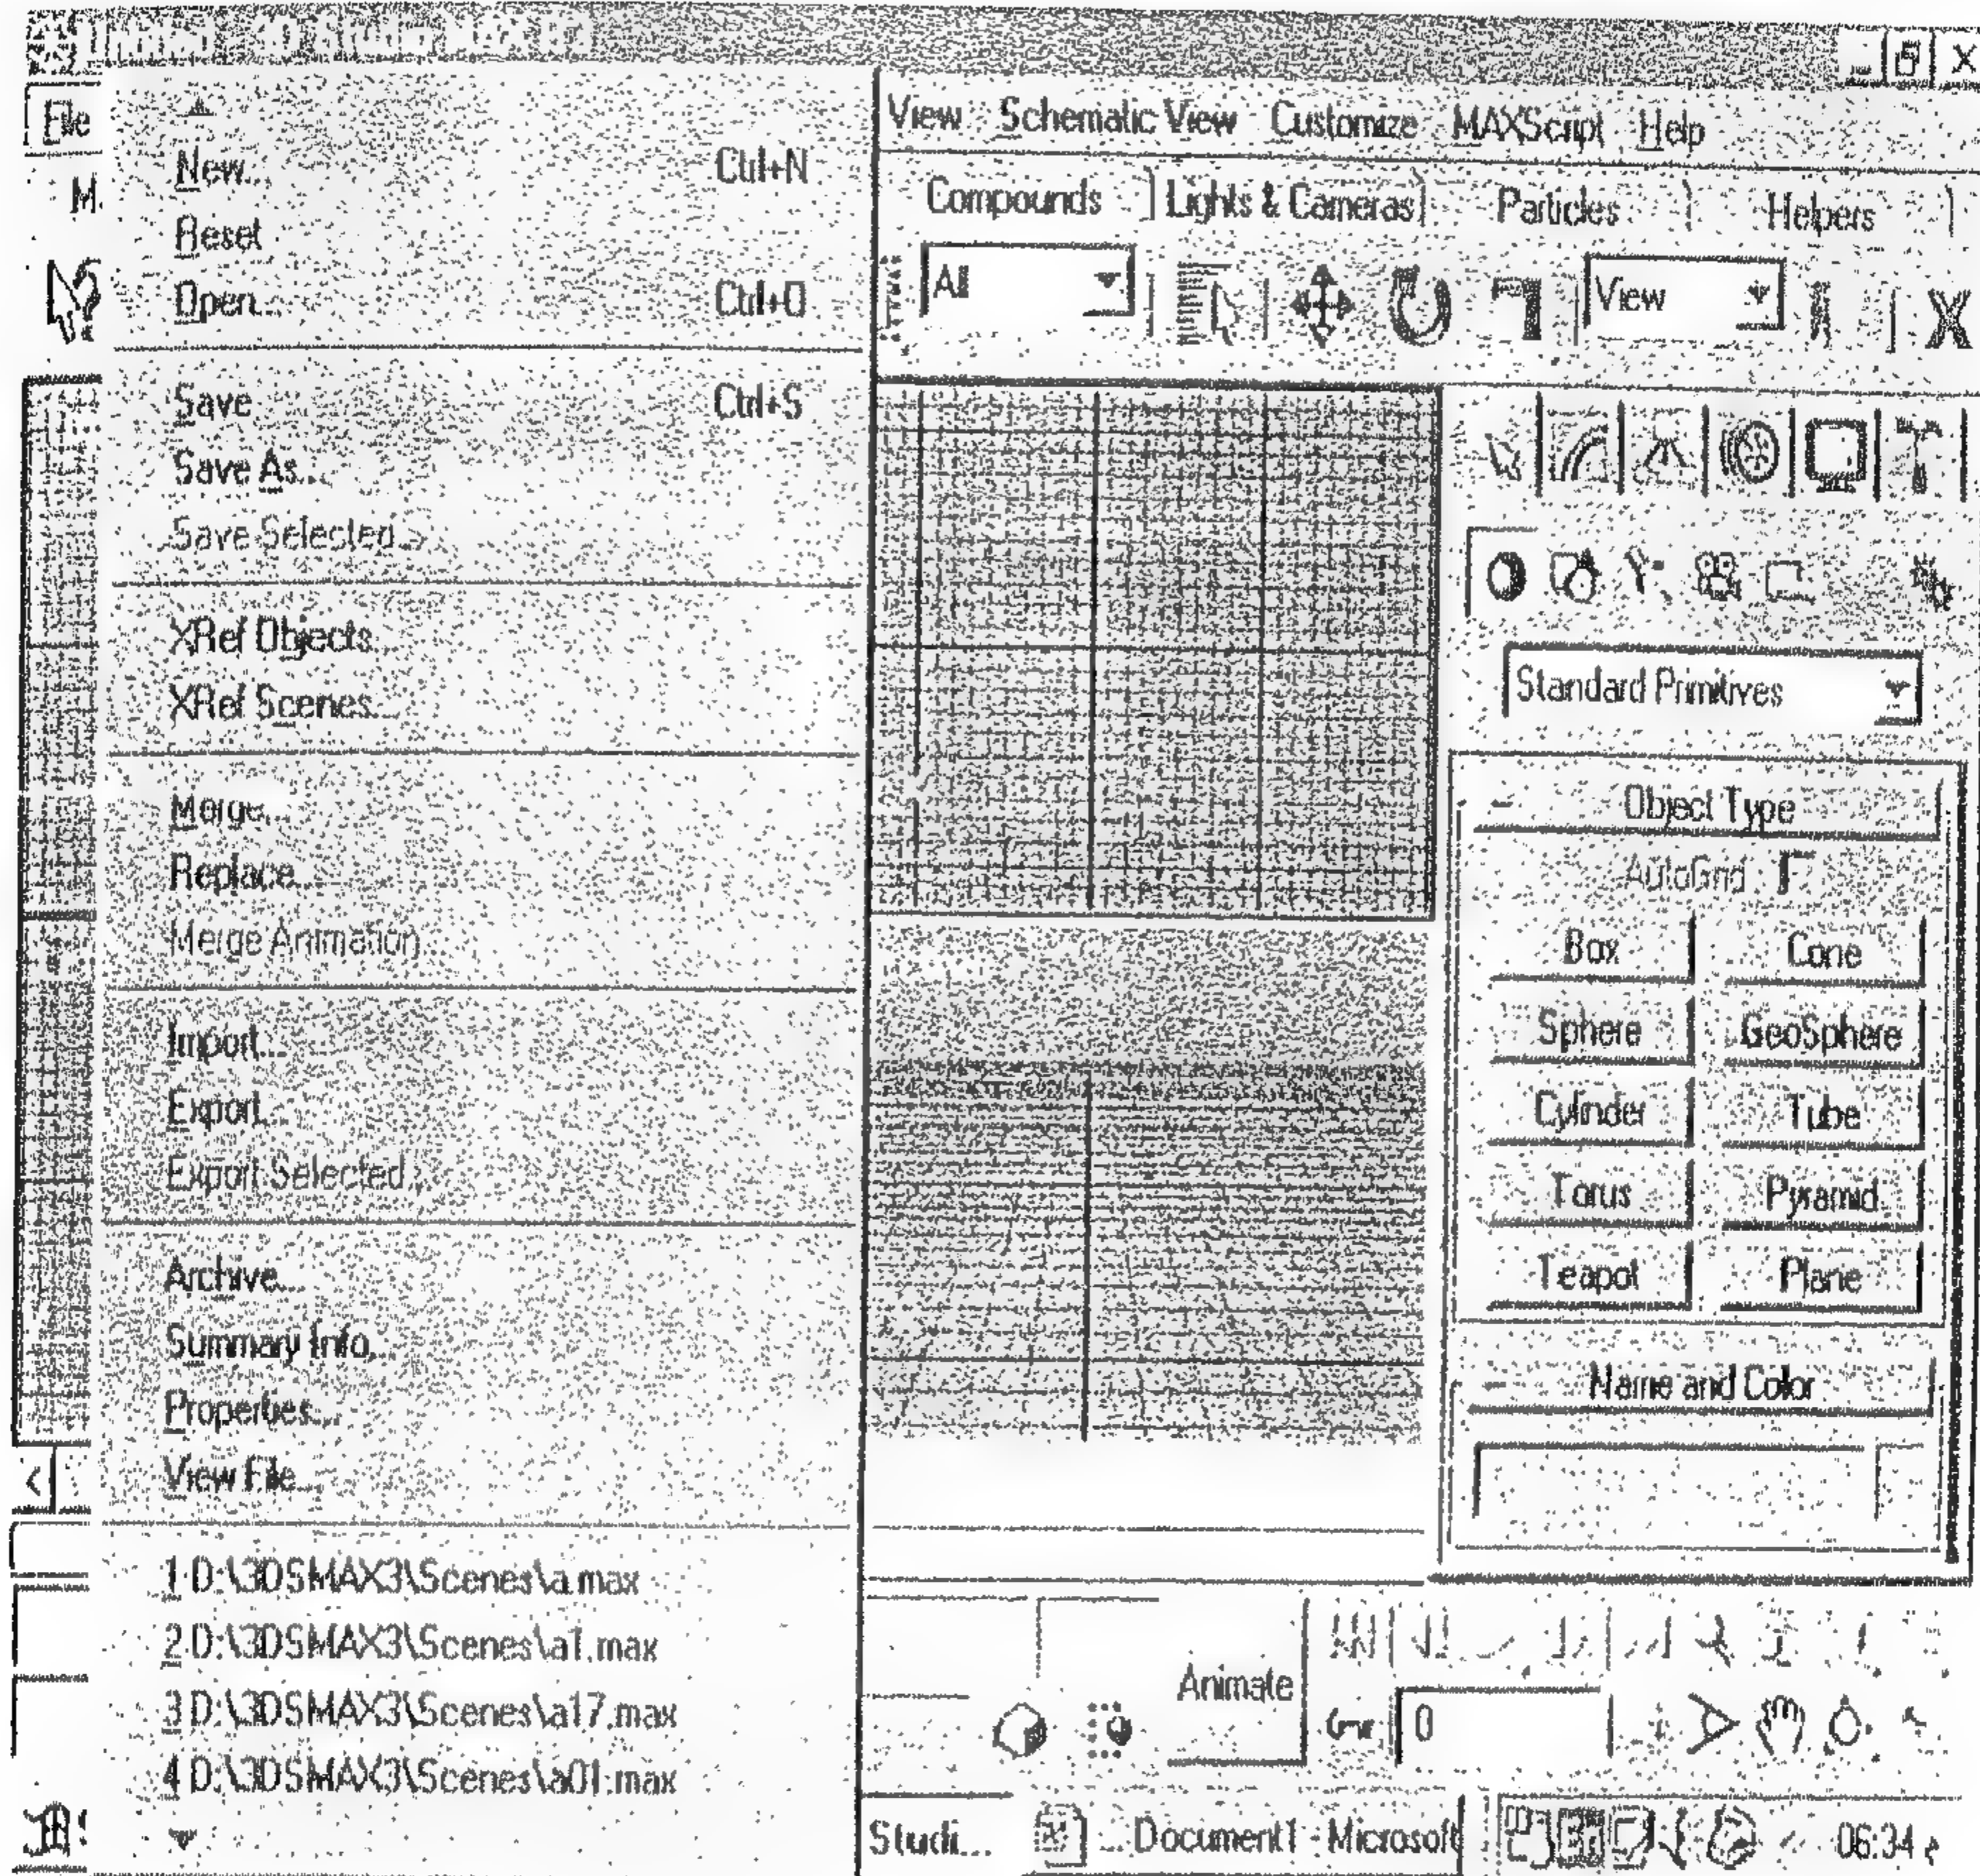 File
View Schematic View Customize MAXScript Help
New... Ctrl+N
Reset
Open... Ctrl+O
Save Ctrl+S
Save As...
Save Selected...
XRef Objects...
XRef Scenes...
Merge...
Replace...
Merge Animation
Import...
Export...
Export Selected...
Archive...
Summary Info...
Properties...
View File...
1 D:\3DSMAX3\Scenes\a.max
2 D:\3DSMAX3\Scenes\a1.max
3 D:\3DSMAX3\Scenes\a17.max
4 D:\3DSMAX3\Scenes\a01.max
M
Compounds Lights & Cameras Particles Helpers
All View
Standard Primitives
Object Type
AutoGrid
Box Cone
Sphere GeoSphere
Cylinder Tube
Torus Pyramid
Teapot Plane
Name and Color
Animate
0
Studi... Document1 - Microsoft 06:34 م